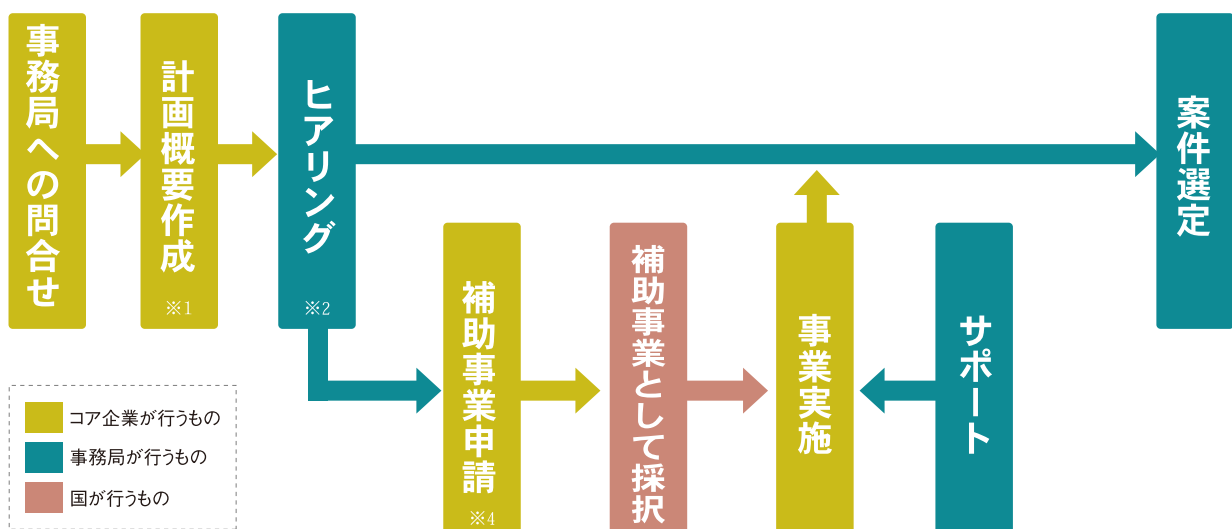 事務局への問合せ
計画概要作成
※1
ヒアリング
※2
案件選定
補助事業申請
※4
補助事業として採択
事業実施
サポート
コア企業が行うもの
事務局が行うもの
国が行うもの